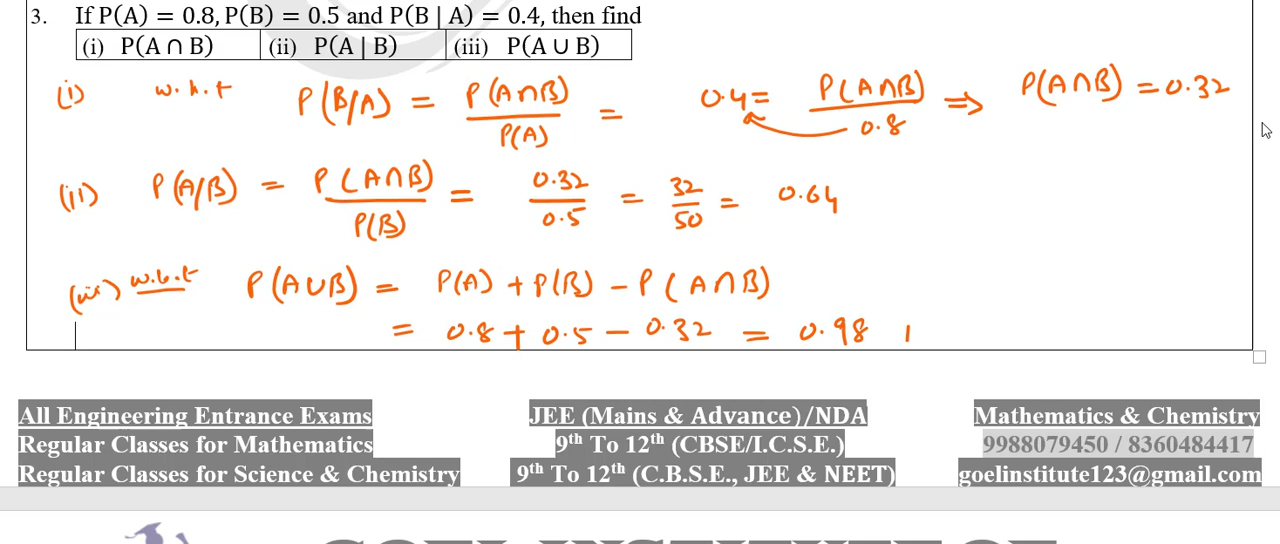 3. If P(A) = 0.8, P(B) = 0.5 and P(B | A) = 0.4, then find
(i) P(A ∩ B) (ii) P(A | B) (iii) P(A ∪ B)
(i) w.k.t P(B/A) = P(A∩B)/P(A) = 0.4 = P(A∩B)/0.8 ⇒ P(A∩B) = 0.32
(ii) P(A/B) = P(A∩B)/P(B) = 0.32/0.5 = 32/50 = 0.64
(iii) w.k.t P(A∪B) = P(A) + P(B) − P(A∩B)
= 0.8 + 0.5 − 0.32 = 0.98
All Engineering Entrance Exams JEE (Mains & Advance)/NDA Mathematics & Chemistry
Regular Classes for Mathematics 9th To 12th (CBSE/I.C.S.E.) 9988079450 / 8360484417
Regular Classes for Science & Chemistry 9th To 12th (C.B.S.E., JEE & NEET) goelinstitute123@gmail.com